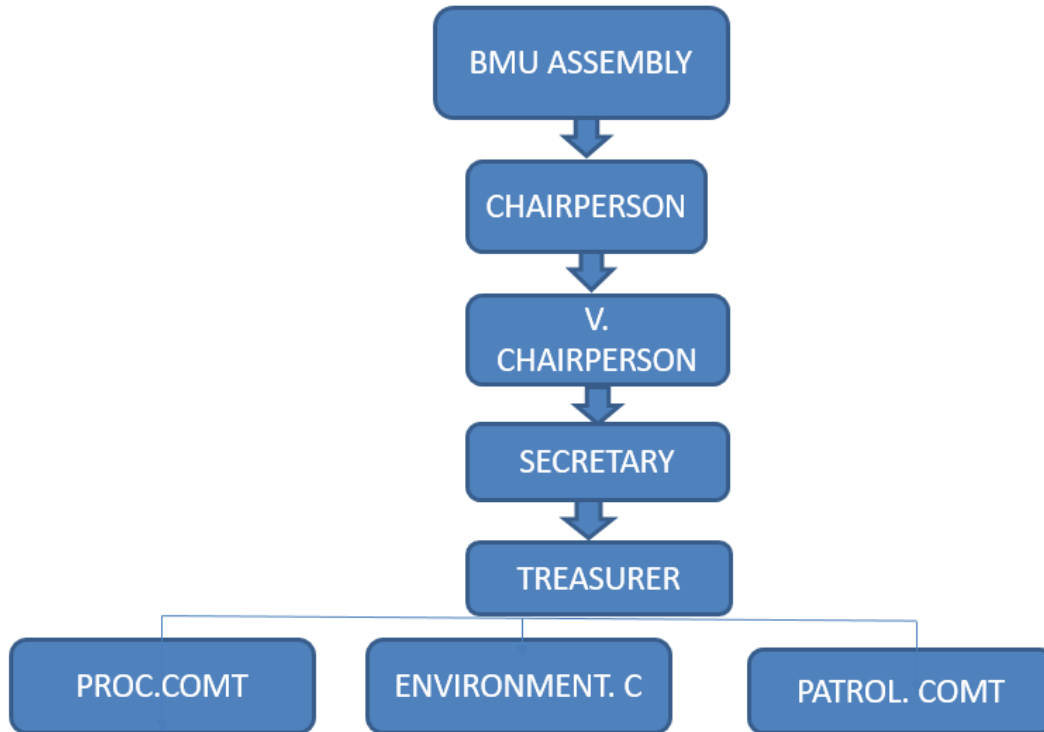 BMU ASSEMBLY
CHAIRPERSON
V.
CHAIRPERSON
SECRETARY
TREASURER
PROC.COMT
ENVIRONMENT. C
PATROL. COMT